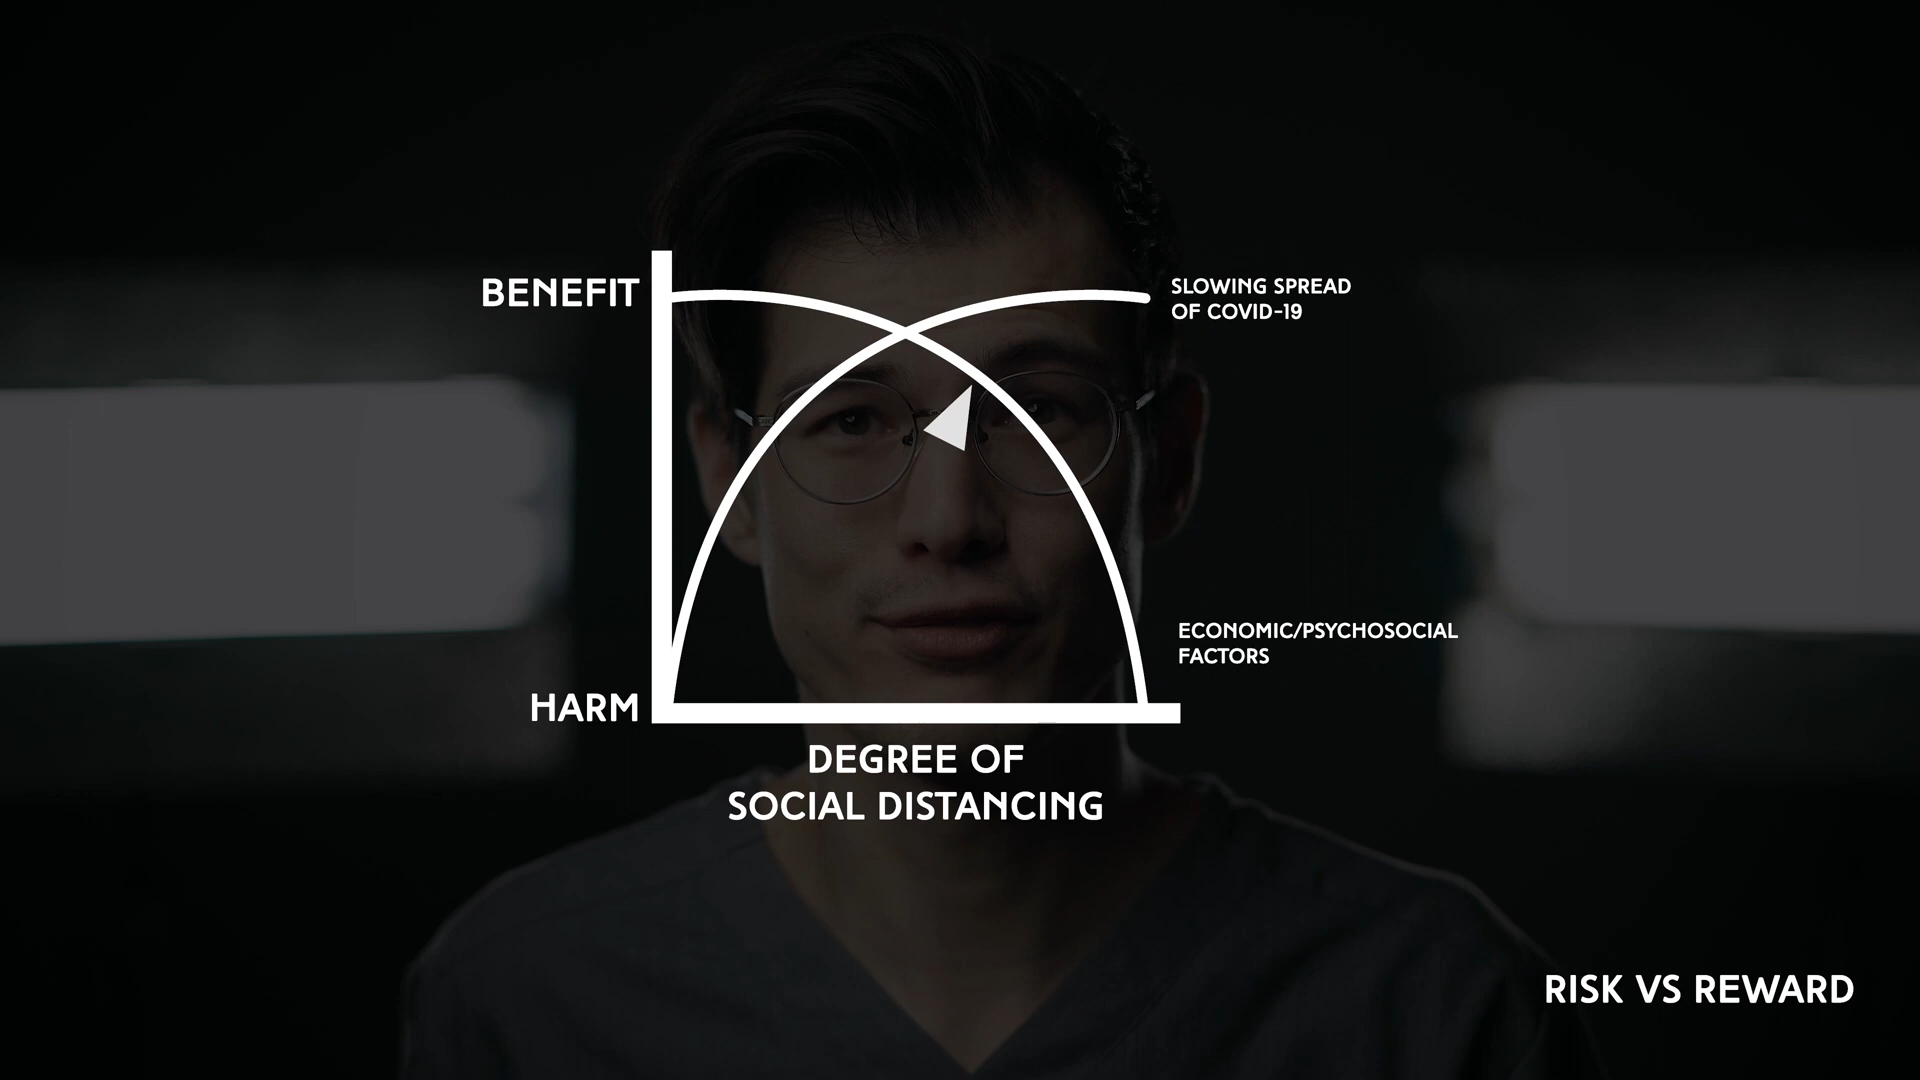 BENEFIT
SLOWING SPREAD
OF COVID-19
ECONOMIC/PSYCHOSOCIAL
FACTORS
HARM
DEGREE OF
SOCIAL DISTANCING
RISK VS REWARD